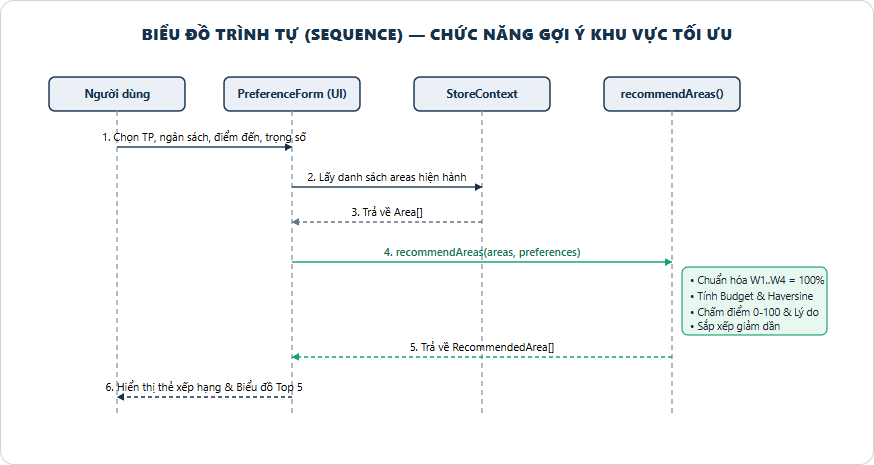 BIỂU ĐỒ TRÌNH TỰ (SEQUENCE) — CHỨC NĂNG GỢI Ý KHU VỰC TỐI ƯU
Người dùng
PreferenceForm (UI)
StoreContext
recommendAreas()
1. Chọn TP, ngân sách, điểm đến, trọng số
2. Lấy danh sách areas hiện hành
3. Trả về Area[]
4. recommendAreas(areas, preferences)
• Chuẩn hóa W1..W4 = 100%
• Tính Budget & Haversine
• Chấm điểm 0-100 & Lý do
• Sắp xếp giảm dần
5. Trả về RecommendedArea[]
6. Hiển thị thẻ xếp hạng & Biểu đồ Top 5